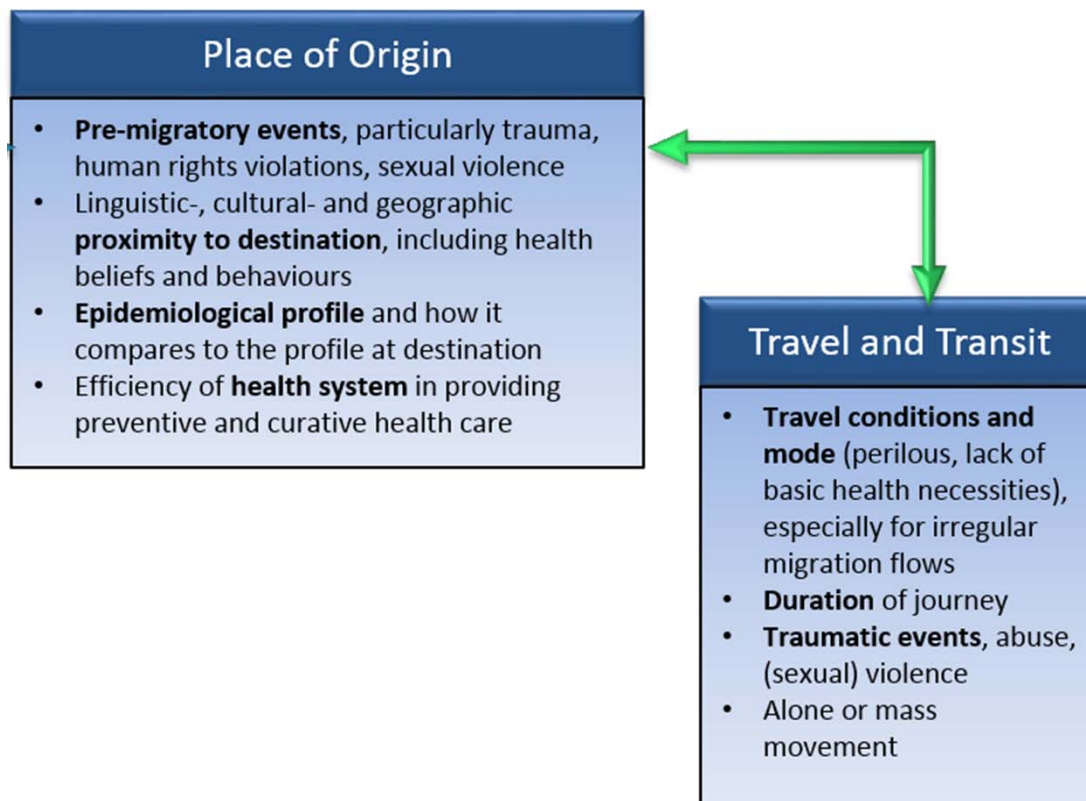 Place of Origin
• Pre-migratory events, particularly trauma,
human rights violations, sexual violence
• Linguistic-, cultural- and geographic
proximity to destination, including health
beliefs and behaviours
• Epidemiological profile and how it
compares to the profile at destination
• Efficiency of health system in providing
preventive and curative health care
Travel and Transit
• Travel conditions and
mode (perilous, lack of
basic health necessities),
especially for irregular
migration flows
• Duration of journey
• Traumatic events, abuse,
(sexual) violence
• Alone or mass
movement